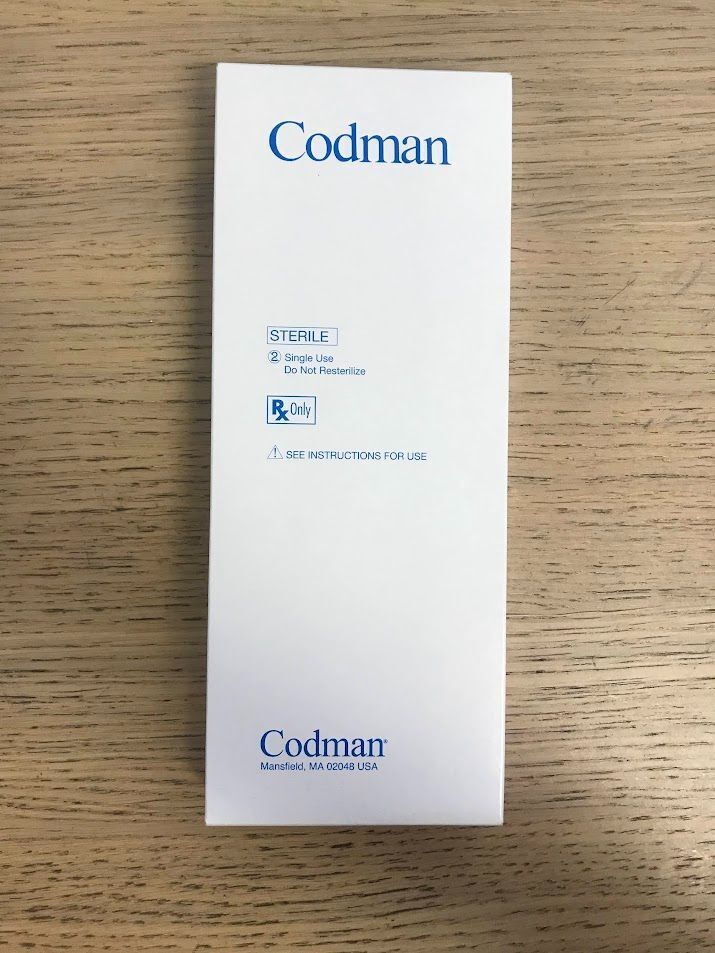 Codman
STERILE
② Single Use
Do Not Resterilize
Rx Only
⚠ SEE INSTRUCTIONS FOR USE
Codman®
Mansfield, MA 02048 USA